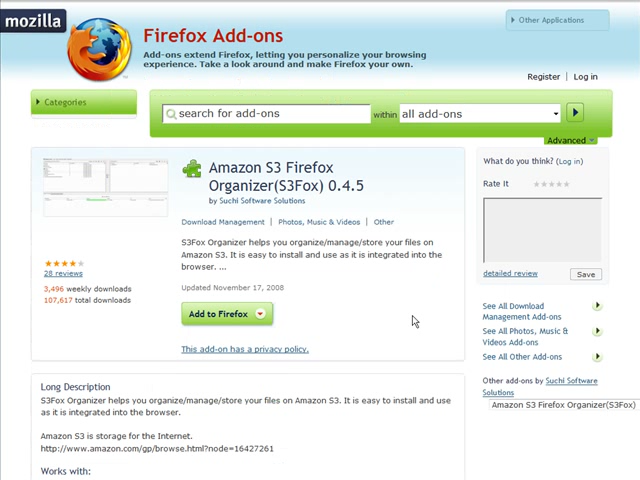 mozilla
Firefox Add-ons
Other Applications
Add-ons extend Firefox, letting you personalize your browsing
experience. Take a look around and make Firefox your own.
Register | Log in
Categories
search for add-ons within all add-ons
Advanced
Amazon S3 Firefox
Organizer(S3Fox) 0.4.5
by Suchi Software Solutions
Download Management | Photos, Music & Videos | Other
S3Fox Organizer helps you organize/manage/store your files on
Amazon S3. It is easy to install and use as it is integrated into the
browser. ...
28 reviews
3,496 weekly downloads
107,617 total downloads
Updated November 17, 2008
Add to Firefox
This add-on has a privacy policy.
What do you think? (Log in)
Rate It
detailed review
Save
See All Download
Management Add-ons
See All Photos, Music &
Videos Add-ons
See All Other Add-ons
Other add-ons by Suchi Software
Solutions
Amazon S3 Firefox Organizer(S3Fox)
Long Description
S3Fox Organizer helps you organize/manage/store your files on Amazon S3. It is easy to install and use
as it is integrated into the browser.
Amazon S3 is storage for the Internet.
http://www.amazon.com/gp/browse.html?node=16427261
Works with: